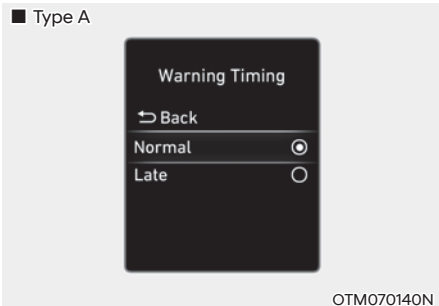 ■ Type A
Warning Timing
Back
Normal
Late
OTM070140N